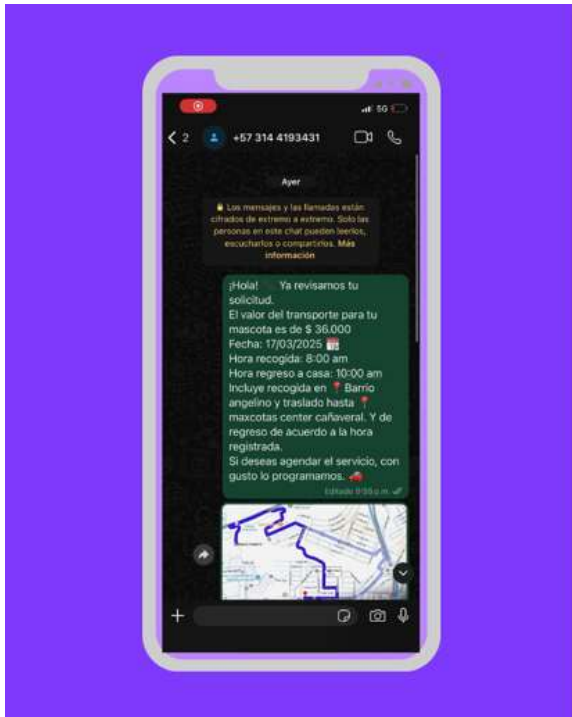 5G
2
+57 314 4193431
Ayer
Los mensajes y las llamadas están
cifrados de extremo a extremo. Solo las
personas en este chat pueden leerlos,
escucharlos o compartirlos. Más
información
¡Hola! Ya revisamos tu
solicitud.
El valor del transporte para tu
mascota es de $ 36.000
Fecha: 17/03/2025
Hora recogida: 8:00 am
Hora regreso a casa: 10:00 am
Incluye recogida en 📍 Barrio
angelino y traslado hasta 📍
maxcotas center cañaveral. Y de
regreso de acuerdo a la hora
registrada.
Si deseas agendar el servicio, con
gusto lo programamos. 🚗
Editado